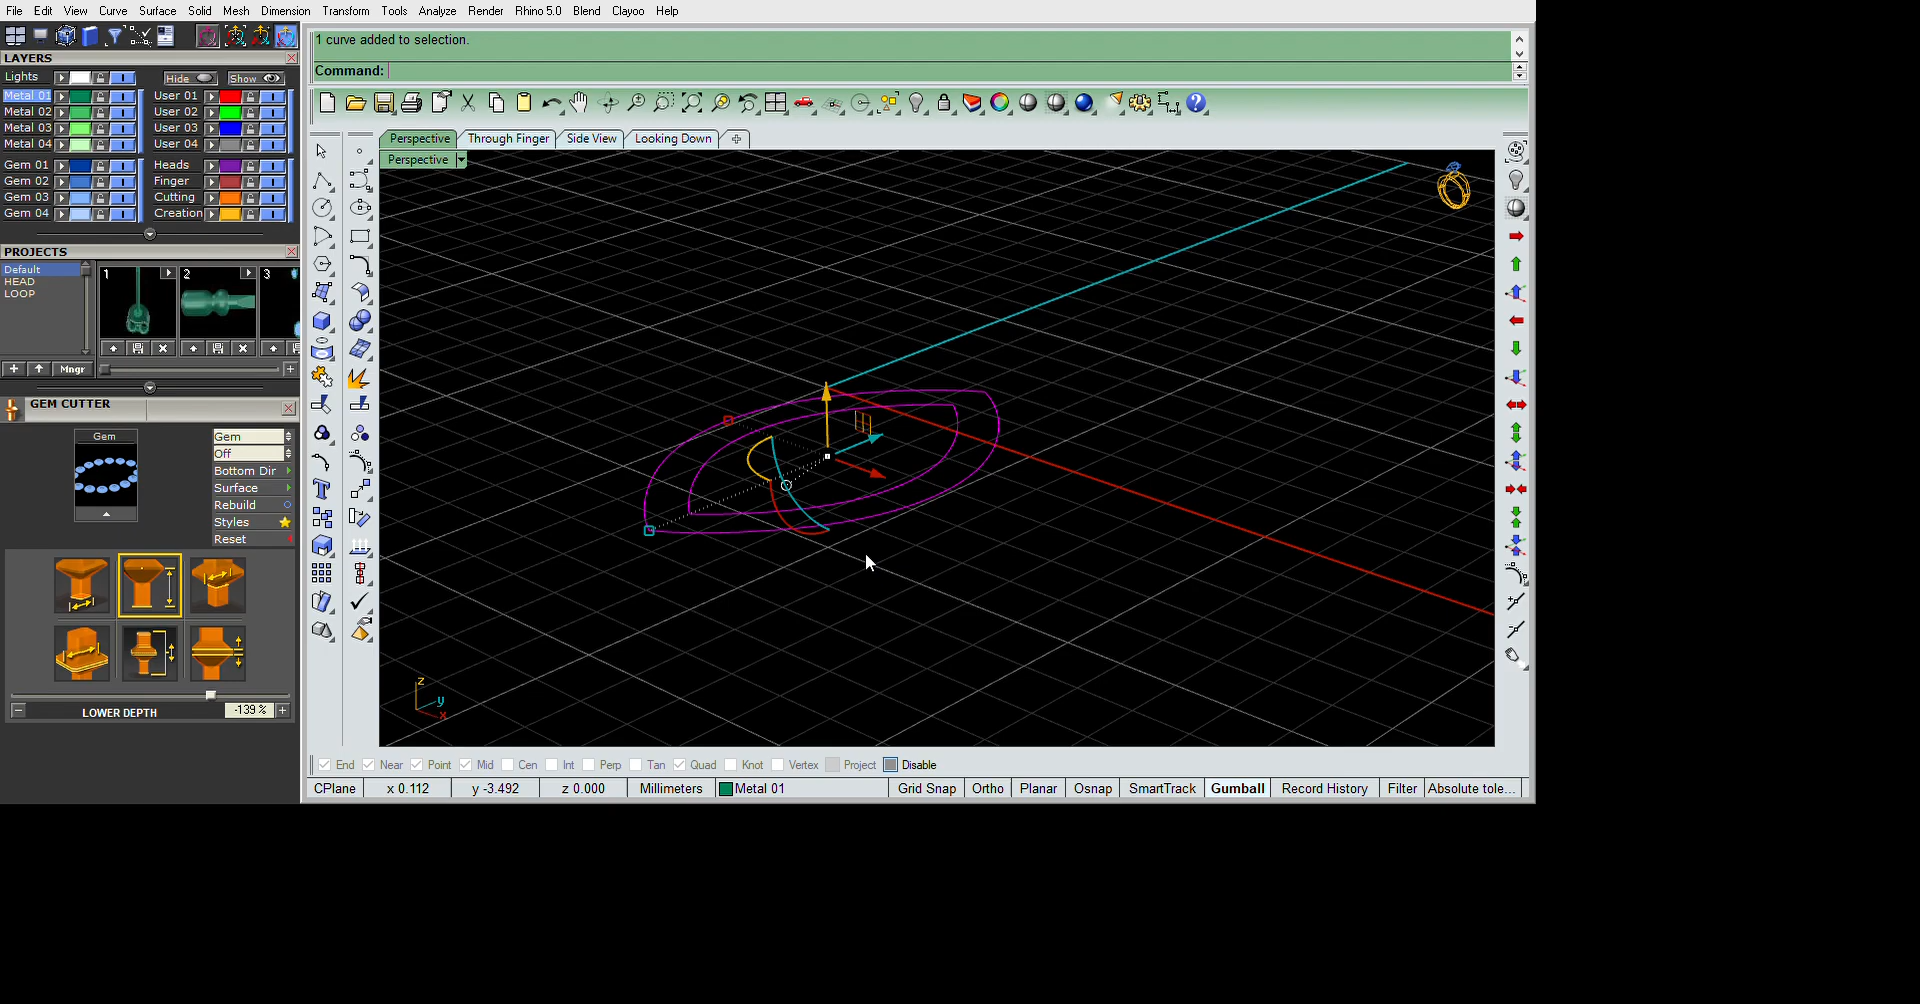 File Edit View Curve Surface Solid Mesh Dimension Transform Tools Analyze Render Rhino 5.0 Blend Clayoo Help
1 curve added to selection.
Command:
LAYERS
Lights Hide Show
Metal 01 User 01
Metal 02 User 02
Metal 03 User 03
Metal 04 User 04
Gem 01 Heads
Gem 02 Finger
Gem 03 Cutting
Gem 04 Creation
PROJECTS
Default
HEAD
LOOP
1 2 3
Mngr
GEM CUTTER
Gem
Gem
Off
Bottom Dir
Surface
Rebuild
Styles
Reset
LOWER DEPTH -139 %
Perspective Through Finger Side View Looking Down
Perspective
z
y
x
End Near Point Mid Cen Int Perp Tan Quad Knot Vertex Project Disable
CPlane x 0.112 y -3.492 z 0.000 Millimeters Metal 01 Grid Snap Ortho Planar Osnap SmartTrack Gumball Record History Filter Absolute tole...